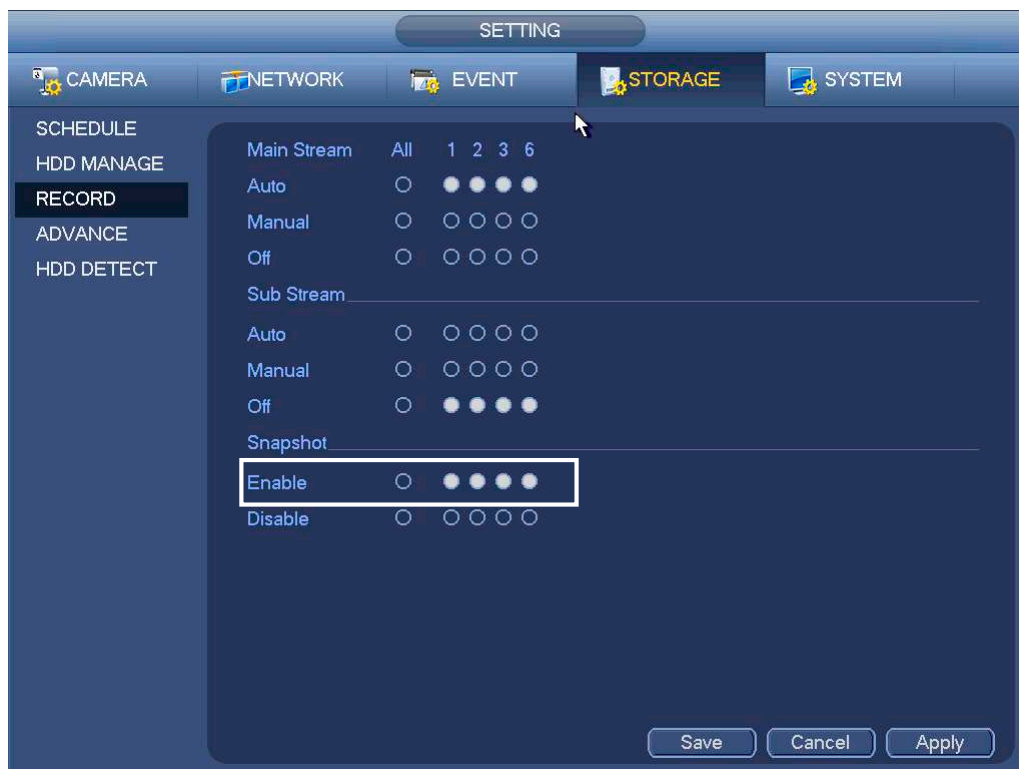 SETTING
CAMERA NETWORK EVENT STORAGE SYSTEM
SCHEDULE
HDD MANAGE
RECORD
ADVANCE
HDD DETECT
Main Stream All 1 2 3 6
Auto
Manual
Off
Sub Stream
Auto
Manual
Off
Snapshot
Enable
Disable
Save Cancel Apply